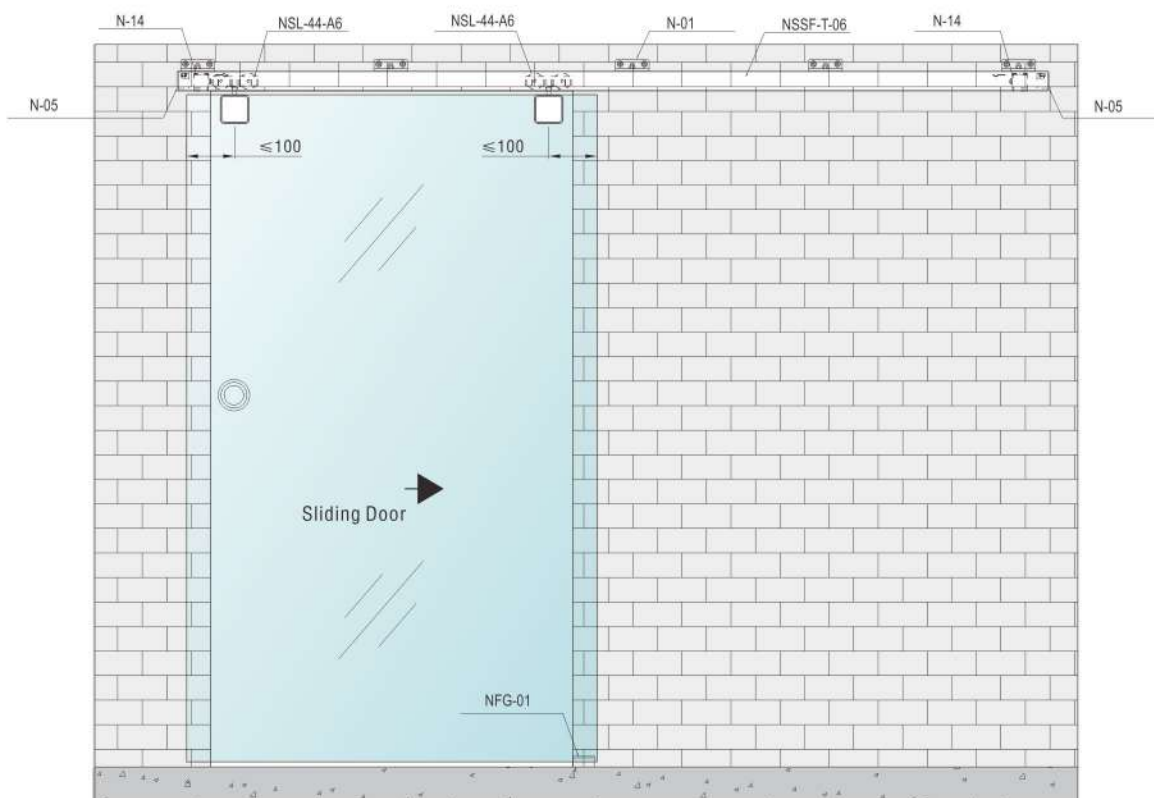 N-14
NSL-44-A6
NSL-44-A6
N-01
NSSF-T-06
N-14
N-05
N-05
≤100
≤100
Sliding Door
NFG-01